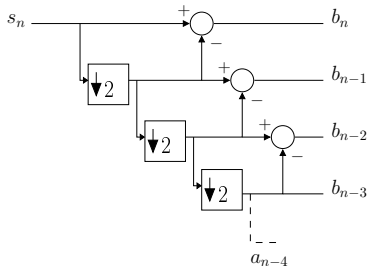 s_n + b_n
−
↓2 + b_{n-1}
−
↓2 + b_{n-2}
−
↓2 b_{n-3}
a_{n-4}